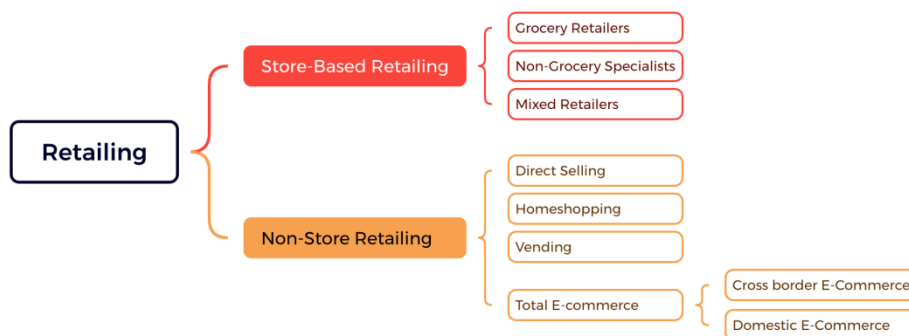 Retailing
Store-Based Retailing
Grocery Retailers
Non-Grocery Specialists
Mixed Retailers
Non-Store Retailing
Direct Selling
Homeshopping
Vending
Total E-commerce
Cross border E-Commerce
Domestic E-Commerce